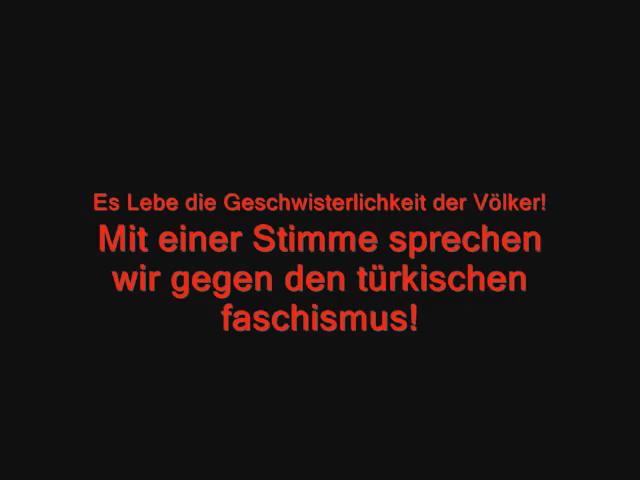 Es Lebe die Geschwisterlichkeit der Völker!
Mit einer Stimme sprechen
wir gegen den türkischen
faschismus!